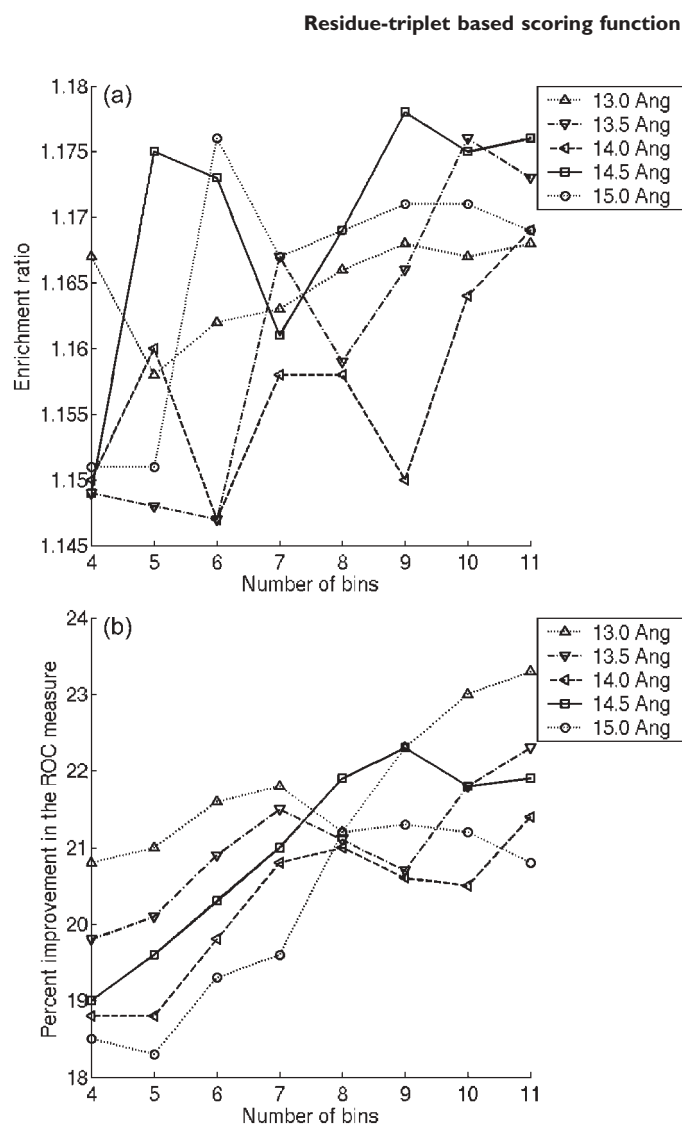 Residue-triplet based scoring function
(a)
1.18
1.175
1.17
1.165
1.16
1.155
1.15
1.145
Enrichment ratio
4 5 6 7 8 9 10 11
Number of bins
13.0 Ang
13.5 Ang
14.0 Ang
14.5 Ang
15.0 Ang
(b)
24
23
22
21
20
19
18
Percent improvement in the ROC measure
4 5 6 7 8 9 10 11
Number of bins
13.0 Ang
13.5 Ang
14.0 Ang
14.5 Ang
15.0 Ang